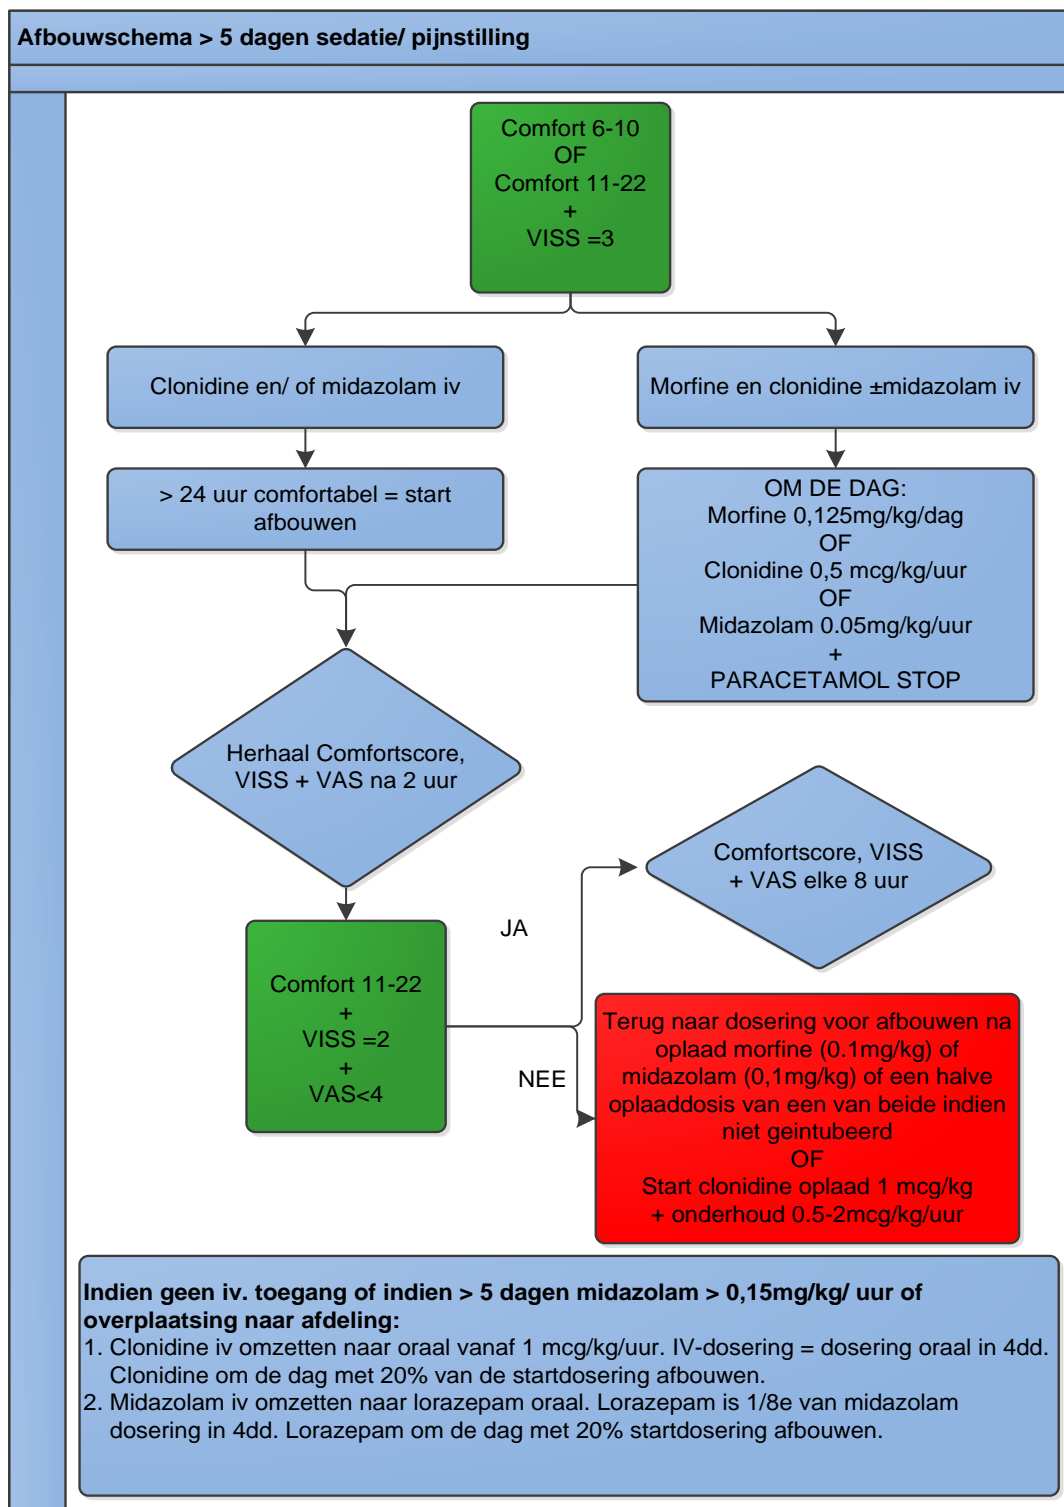 Afbouwschema > 5 dagen sedatie/ pijnstilling
Comfort 6-10
OF
Comfort 11-22
+
VISS =3
Clonidine en/ of midazolam iv
Morfine en clonidine ±midazolam iv
> 24 uur comfortabel = start
afbouwen
OM DE DAG:
Morfine 0,125mg/kg/dag
OF
Clonidine 0,5 mcg/kg/uur
OF
Midazolam 0.05mg/kg/uur
+
PARACETAMOL STOP
Herhaal Comfortscore,
VISS + VAS na 2 uur
Comfortscore, VISS
+ VAS elke 8 uur
JA
Comfort 11-22
+
VISS =2
+
VAS<4
NEE
Terug naar dosering voor afbouwen na
oplaad morfine (0.1mg/kg) of
midazolam (0,1mg/kg) of een halve
oplaaddosis van een van beide indien
niet geintubeerd
OF
Start clonidine oplaad 1 mcg/kg
+ onderhoud 0.5-2mcg/kg/uur
Indien geen iv. toegang of indien > 5 dagen midazolam > 0,15mg/kg/ uur of
overplaatsing naar afdeling:
1. Clonidine iv omzetten naar oraal vanaf 1 mcg/kg/uur. IV-dosering = dosering oraal in 4dd.
Clonidine om de dag met 20% van de startdosering afbouwen.
2. Midazolam iv omzetten naar lorazepam oraal. Lorazepam is 1/8e van midazolam
dosering in 4dd. Lorazepam om de dag met 20% startdosering afbouwen.